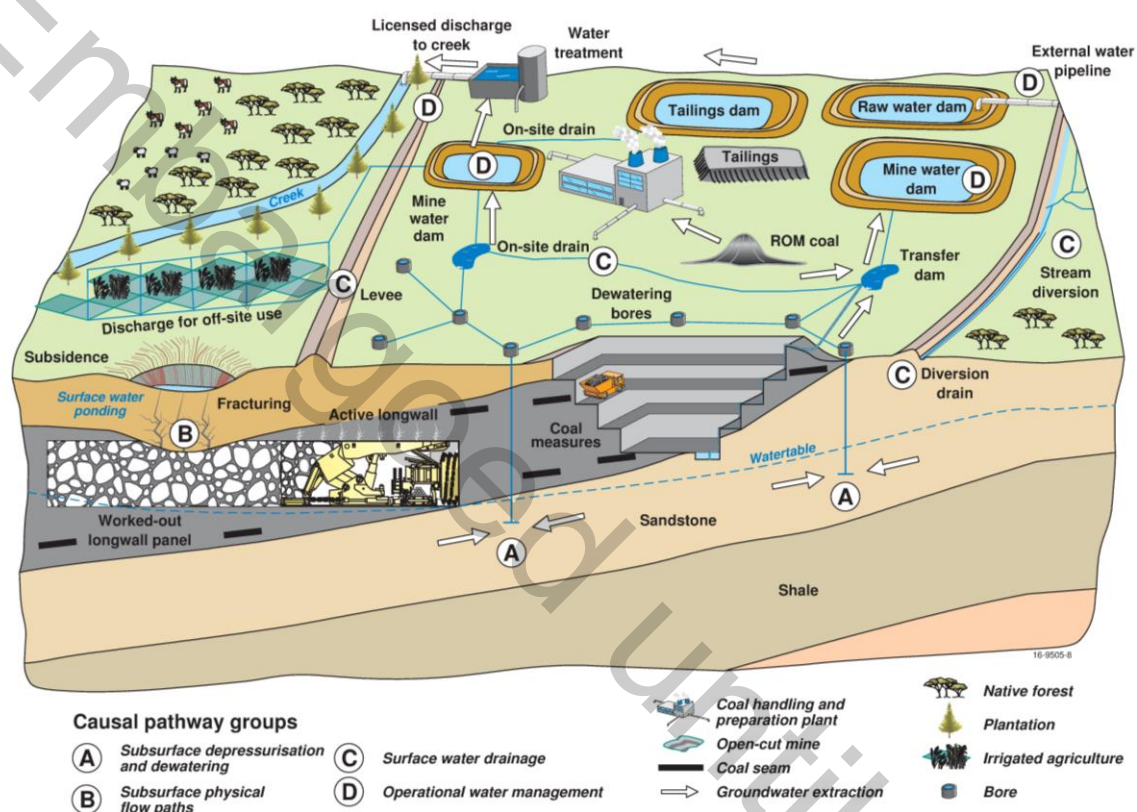 Licensed discharge
to creek
Water
treatment
External water
pipeline
D
D
Tailings dam
Raw water dam
On-site drain
D
Tailings
Mine water
dam
D
Creek
Mine
water
dam
On-site drain
C
ROM coal
Transfer
dam
C
Stream
diversion
C
Levee
Dewatering
bores
Discharge for off-site use
Subsidence
C
Diversion
drain
Surface water
ponding
Fracturing
Active longwall
B
Coal
measures
Watertable
A
Worked-out
longwall panel
Sandstone
A
Shale
16-9505-8
Causal pathway groups
A Subsurface depressurisation
and dewatering
B Subsurface physical
flow paths
C Surface water drainage
D Operational water management
Coal handling and
preparation plant
Open-cut mine
Coal seam
Groundwater extraction
Native forest
Plantation
Irrigated agriculture
Bore
Embargoed until